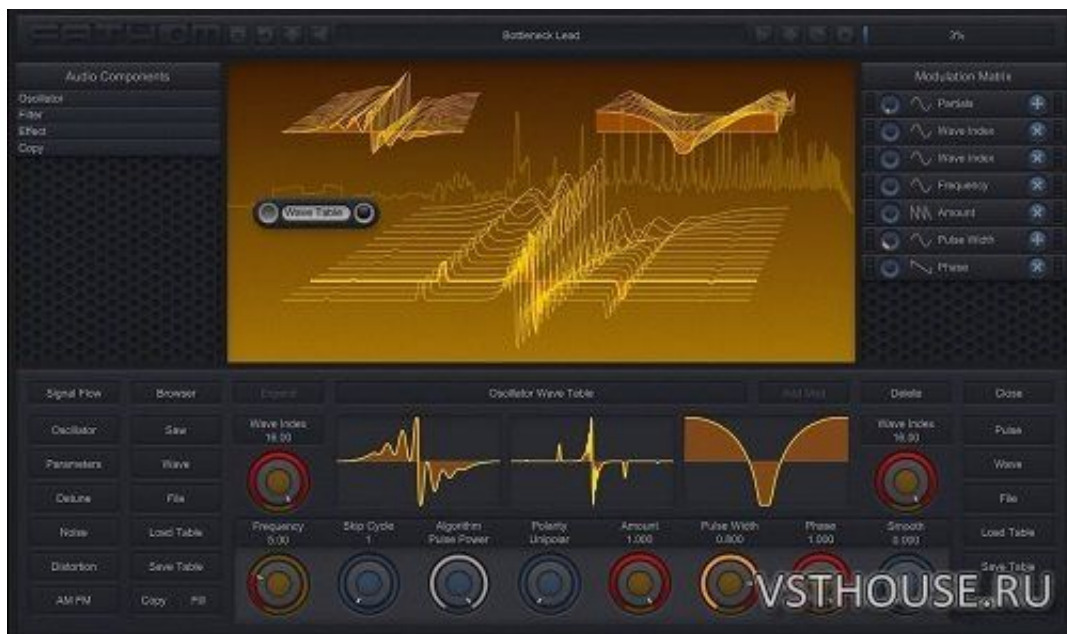 Bottleneck Lead
3%
Audio Components
Oscillator
Filter
Effect
Copy
Wave Table
Modulation Matrix
Partials
Wave Index
Wave Index
Frequency
Amount
Pulse Width
Phase
Signal Flow Browser Expand Oscillator Wave Table Add Mod Delete Close
Oscillator Saw Wave Index 16.00 Wave Index 16.00 Pulse
Parameters Wave Wave
Detune File File
Noise Load Table Frequency 5.00 Skip Cycle 1 Algorithm Pulse Power Polarity Unipolar Amount 1.000 Pulse Width 0.800 Phase 1.000 Smooth 0.000 Load Table
Distortion Save Table Save Table
AM FM Copy Fill
VSTHOUSE.RU